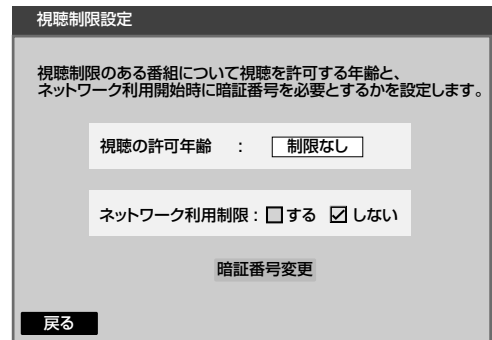 視聴制限設定
視聴制限のある番組について視聴を許可する年齢と、
ネットワーク利用開始時に暗証番号を必要とするかを設定します。
視聴の許可年齢 : 制限なし
ネットワーク利用制限 : する しない
暗証番号変更
戻る